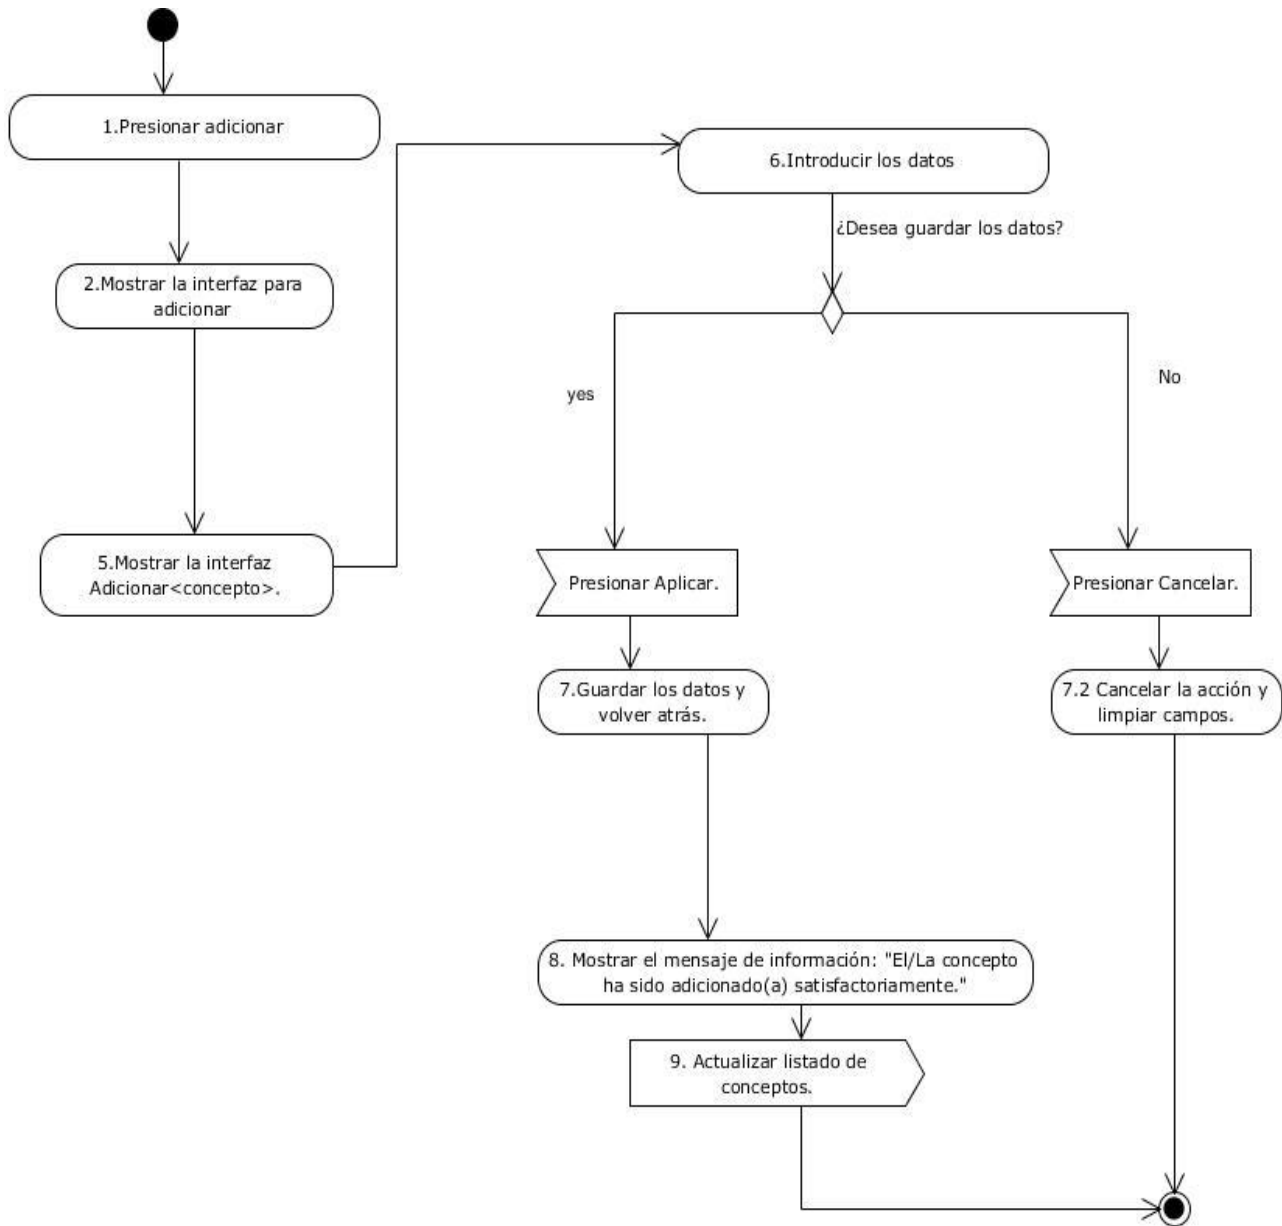 1.Presionar adicionar
2.Mostrar la interfaz para
adicionar
5.Mostrar la interfaz
Adicionar<concepto>.
6.Introducir los datos
¿Desea guardar los datos?
yes
No
Presionar Aplicar.
Presionar Cancelar.
7.Guardar los datos y
volver atrás.
7.2 Cancelar la acción y
limpiar campos.
8. Mostrar el mensaje de información: "El/La concepto
ha sido adicionado(a) satisfactoriamente."
9. Actualizar listado de
conceptos.